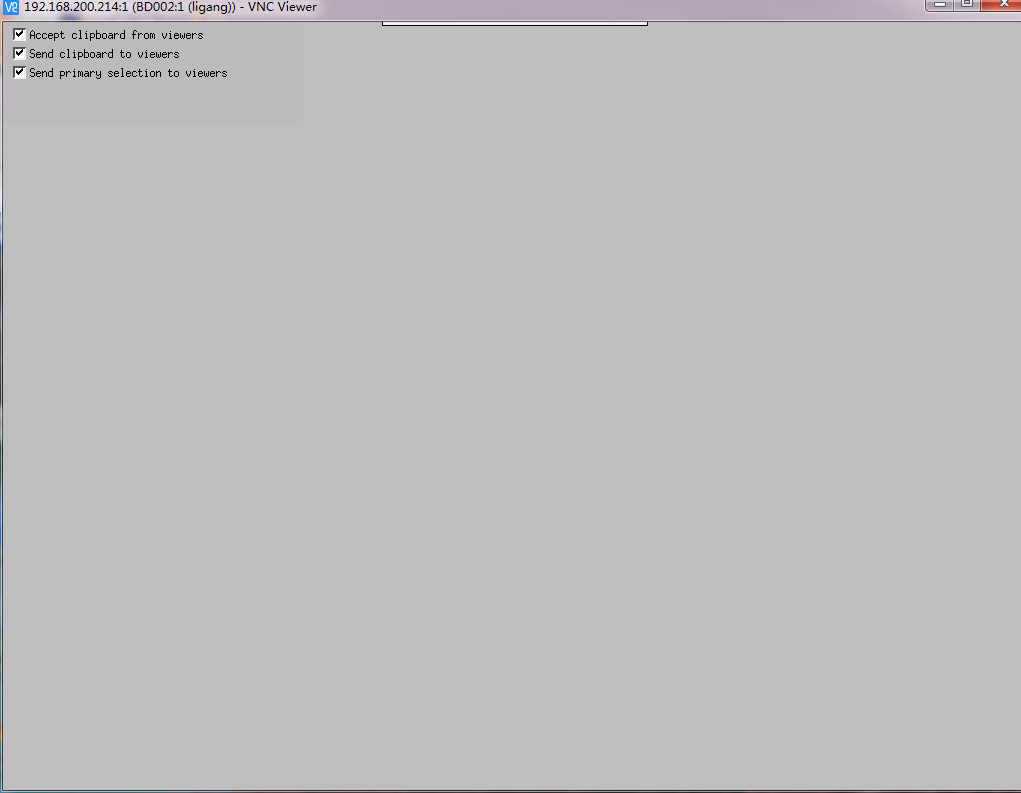 192.168.200.214:1 (BD002:1 (ligang)) - VNC Viewer
Accept clipboard from viewers
Send clipboard to viewers
Send primary selection to viewers